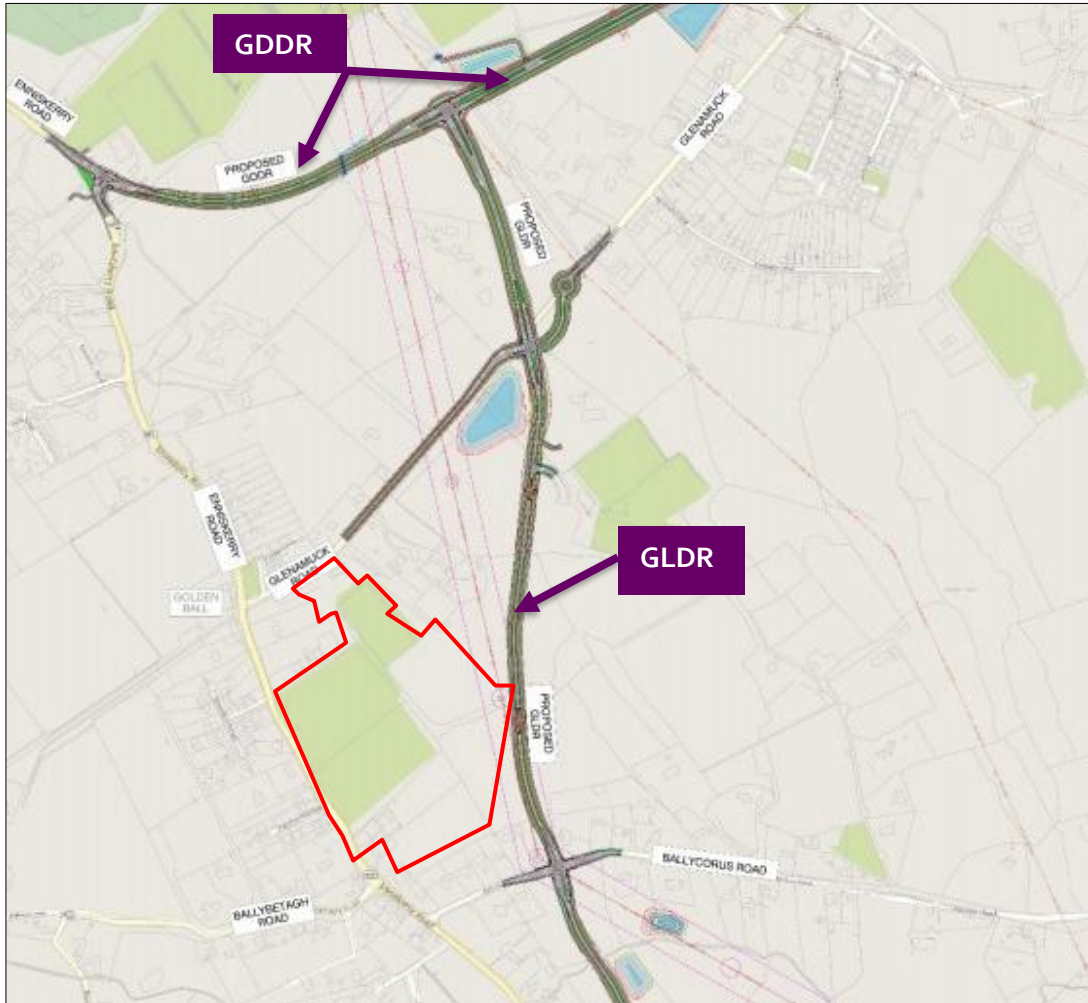 GDDR
ENNISKERRY
ROAD
GLENAMUCK
ROAD
PROPOSED
GDDR
PROPOSED
GLDR
ENNISKERRY
ROAD
GLENAMUCK
ROAD
GOLDEN
BALL
GLDR
PROPOSED
GLDR
BALLYCORUS ROAD
BALLYBETAGH
ROAD